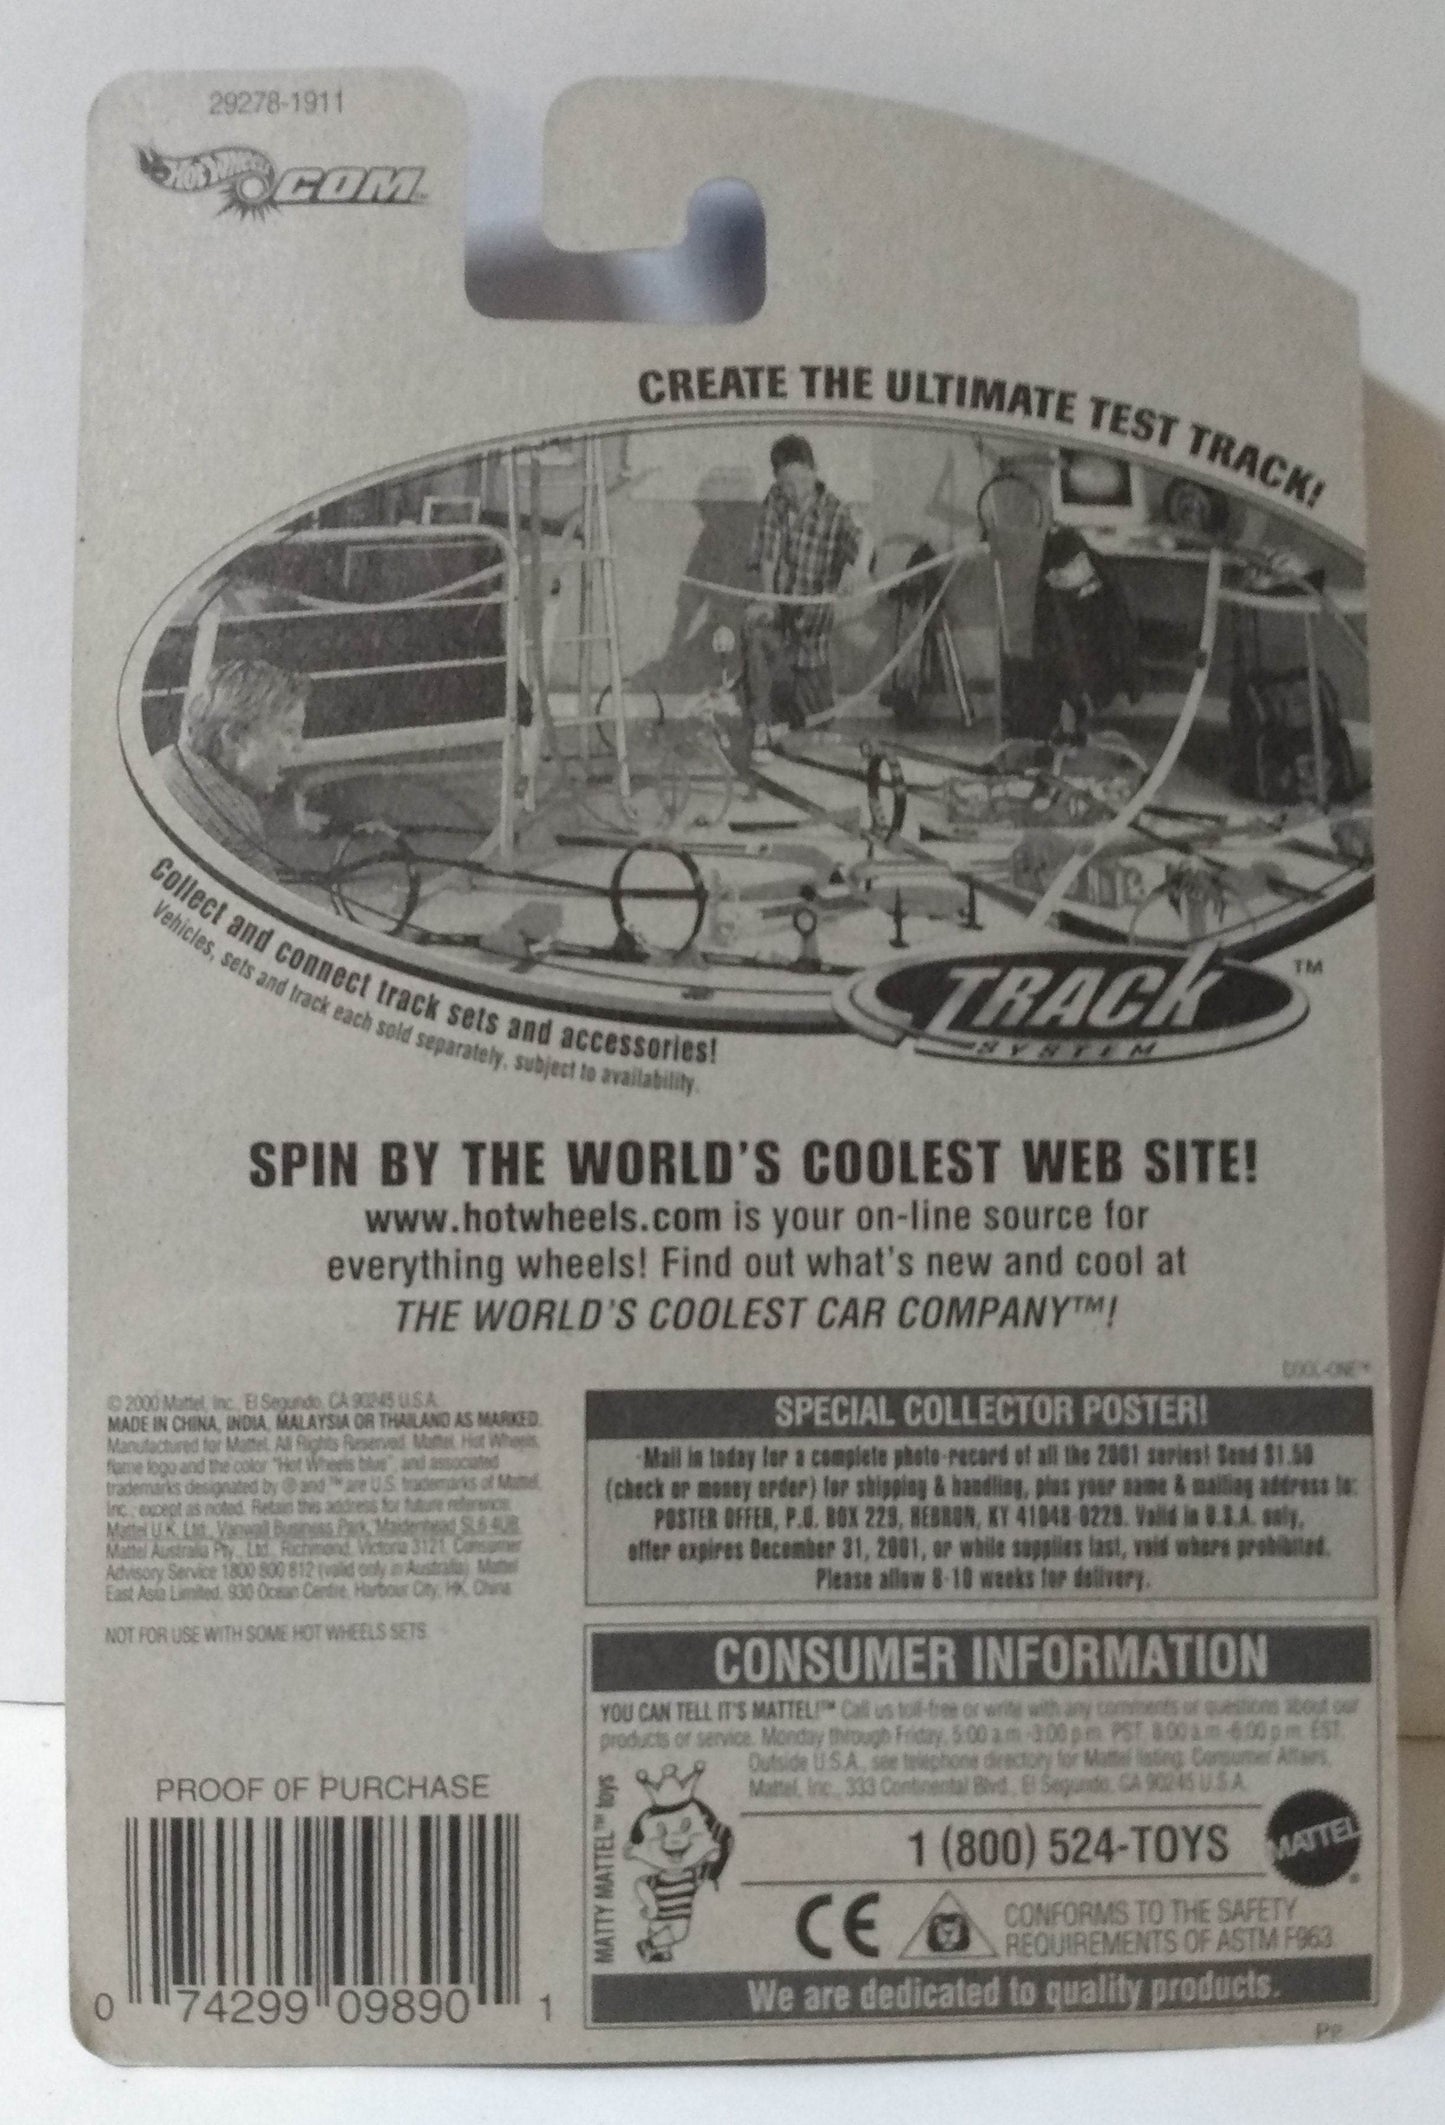 29278-1911
HOT WHEELS .COM™
CREATE THE ULTIMATE TEST TRACK!
Collect and connect track sets and accessories!
Vehicles, sets and track each sold separately, subject to availability.
TRACK ™
SYSTEM
SPIN BY THE WORLD'S COOLEST WEB SITE!
www.hotwheels.com is your on-line source for
everything wheels! Find out what's new and cool at
THE WORLD'S COOLEST CAR COMPANY™!
COOL-ONE™
© 2000 Mattel, Inc., El Segundo, CA 90245 U.S.A.
MADE IN CHINA, INDIA, MALAYSIA OR THAILAND AS MARKED.
Manufactured for Mattel. All Rights Reserved. Mattel, Hot Wheels,
flame logo and the color "Hot Wheels blue", and associated
trademarks designated by ® and ™ are U.S. trademarks of Mattel,
Inc., except as noted. Retain this address for future reference:
Mattel U.K. Ltd., Vanwall Business Park, Maidenhead SL6 4UB.
Mattel Australia Pty., Ltd., Richmond, Victoria 3121. Consumer
Advisory Service 1800 800 812 (valid only in Australia). Mattel
East Asia Limited, 930 Ocean Centre, Harbour City, HK, China.
NOT FOR USE WITH SOME HOT WHEELS SETS.
SPECIAL COLLECTOR POSTER!
Mail in today for a complete photo-record of all the 2001 series! Send $1.50
(check or money order) for shipping & handling, plus your name & mailing address to:
POSTER OFFER, P.O. BOX 229, HEBRON, KY 41048-0229. Valid in U.S.A. only,
offer expires December 31, 2001, or while supplies last, void where prohibited.
Please allow 8-10 weeks for delivery.
CONSUMER INFORMATION
YOU CAN TELL IT'S MATTEL!™ Call us toll-free or write with any comments or questions about our
products or service. Monday through Friday, 5:00 a.m.-3:00 p.m. PST, 8:00 a.m.-6:00 p.m. EST.
Outside U.S.A., see telephone directory for Mattel listing. Consumer Affairs,
Mattel, Inc., 333 Continental Blvd., El Segundo, CA 90245 U.S.A.
MATTY MATTEL™ toys
1 (800) 524-TOYS
MATTEL ®
CE
CONFORMS TO THE SAFETY
REQUIREMENTS OF ASTM F963.
We are dedicated to quality products.
PROOF OF PURCHASE
0 74299 09890 1